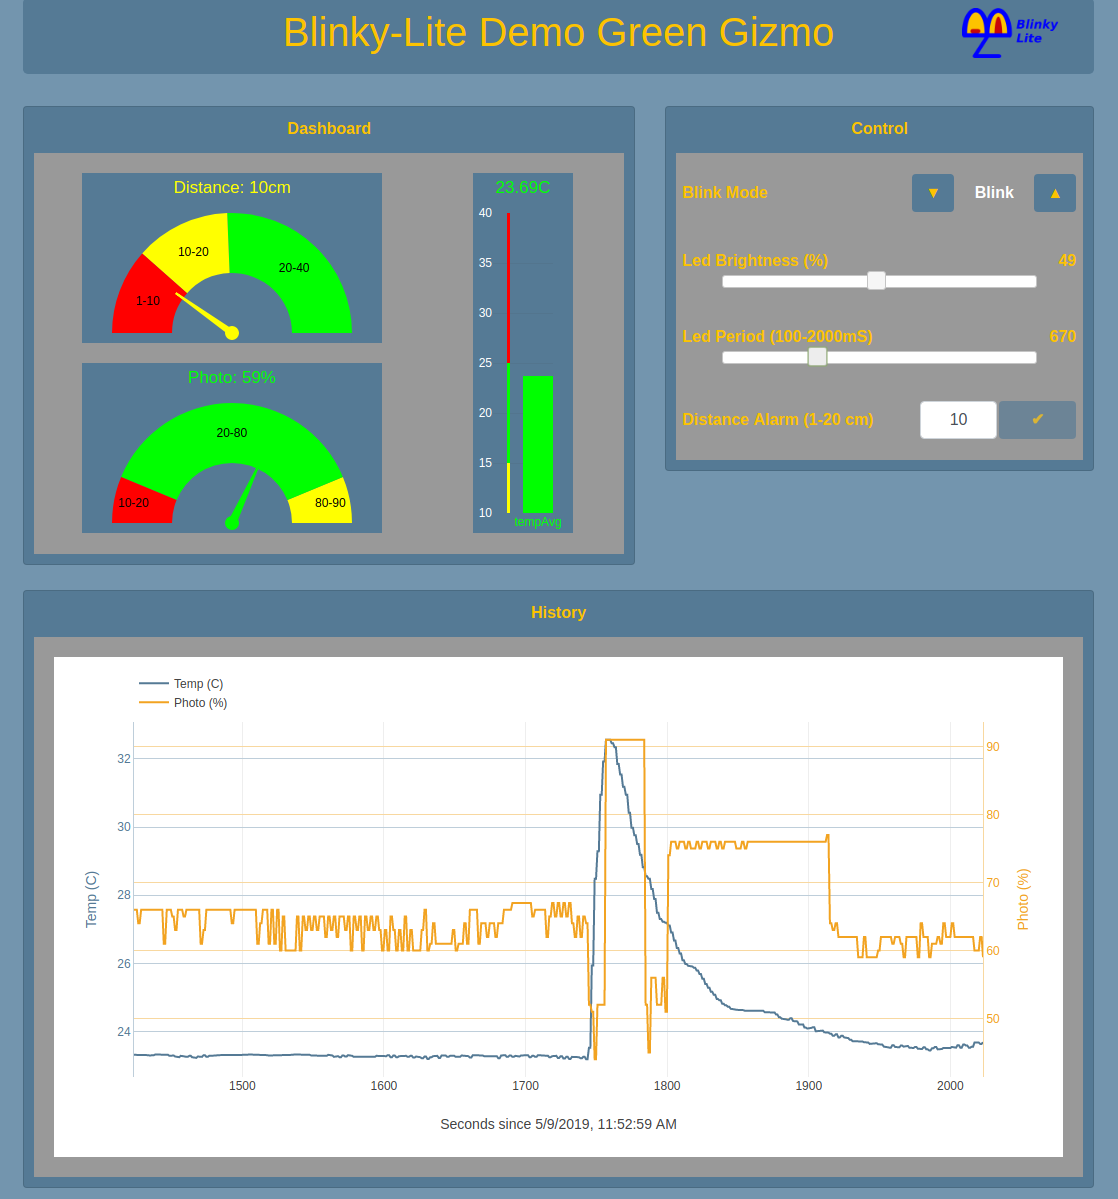 Blinky-Lite Demo Green Gizmo
Blinky
Lite
Dashboard
Distance: 10cm
1-10
10-20
20-40
Photo: 59%
10-20
20-80
80-90
23.69C
40
35
30
25
20
15
10
tempAvg
Control
Blink Mode ▼ Blink ▲
Led Brightness (%) 49
Led Period (100-2000mS) 670
Distance Alarm (1-20 cm) 10 ✔
History
Temp (C)
Photo (%)
Temp (C)
32
30
28
26
24
90
80
70
60
50
Photo (%)
1500 1600 1700 1800 1900 2000
Seconds since 5/9/2019, 11:52:59 AM